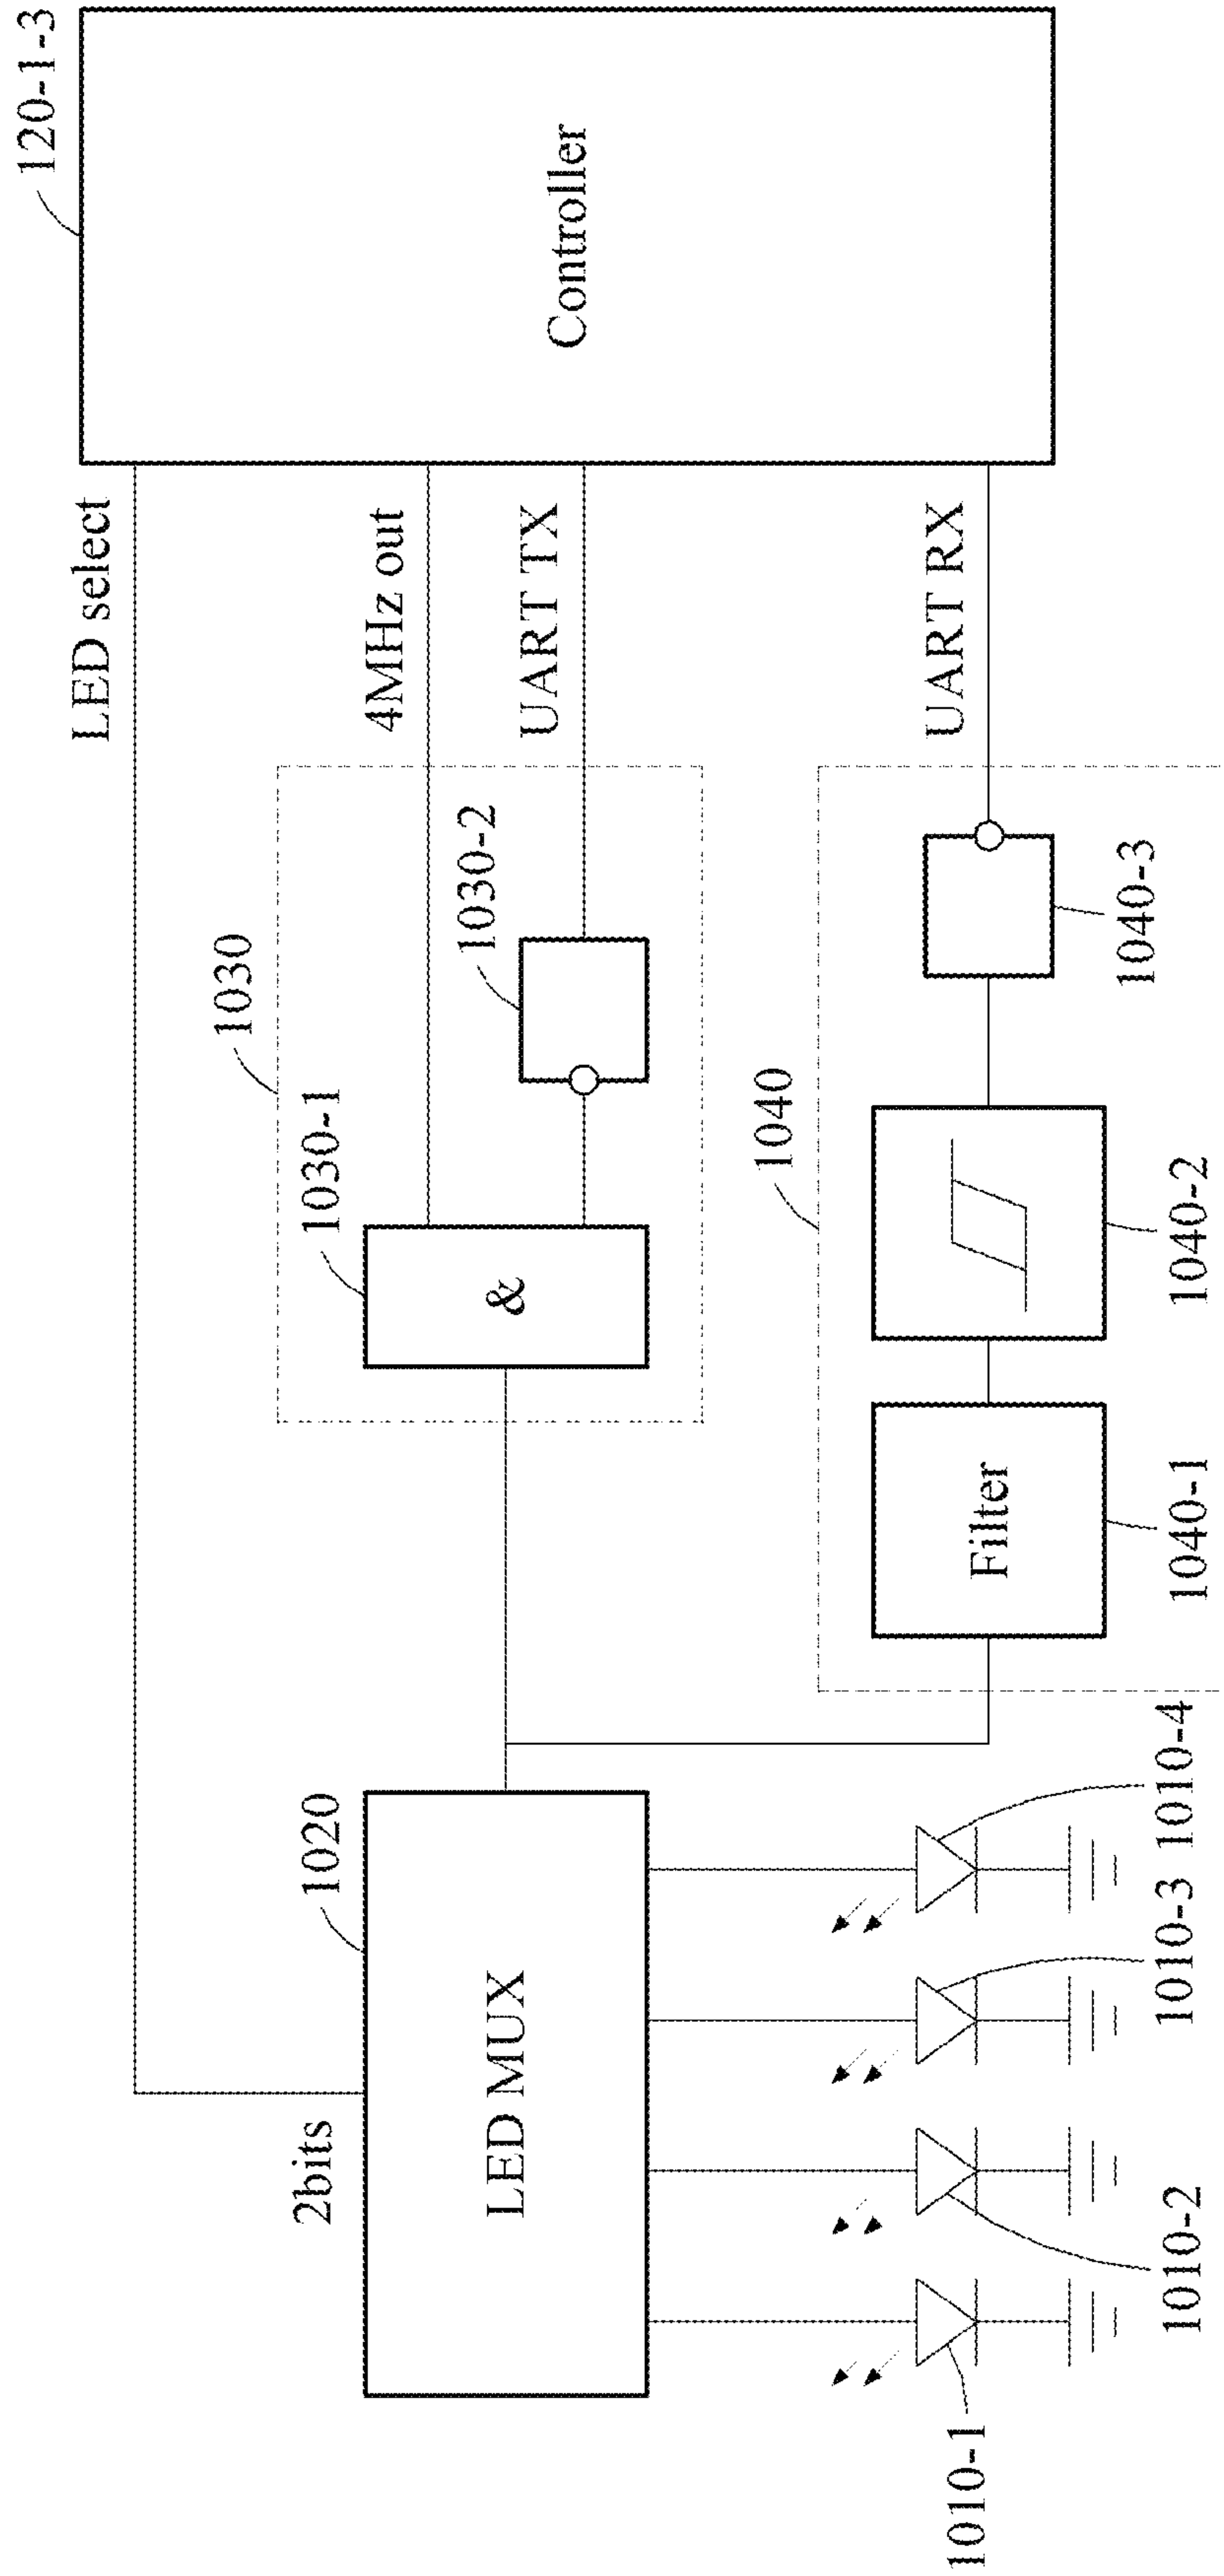 120-1-3
Controller
LED select
4MHz out
UART TX
UART RX
1030
1030-1
1030-2
&
1040
1040-3
1040-2
Filter
1040-1
1020
2bits
LED MUX
1010-1
1010-2
1010-3
1010-4